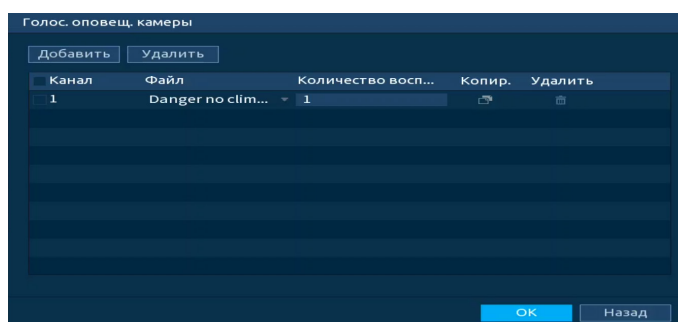 Голос. оповещ. камеры
Добавить Удалить
Канал Файл Количество восп... Копир. Удалить
1 Danger no clim... 1
OK Назад